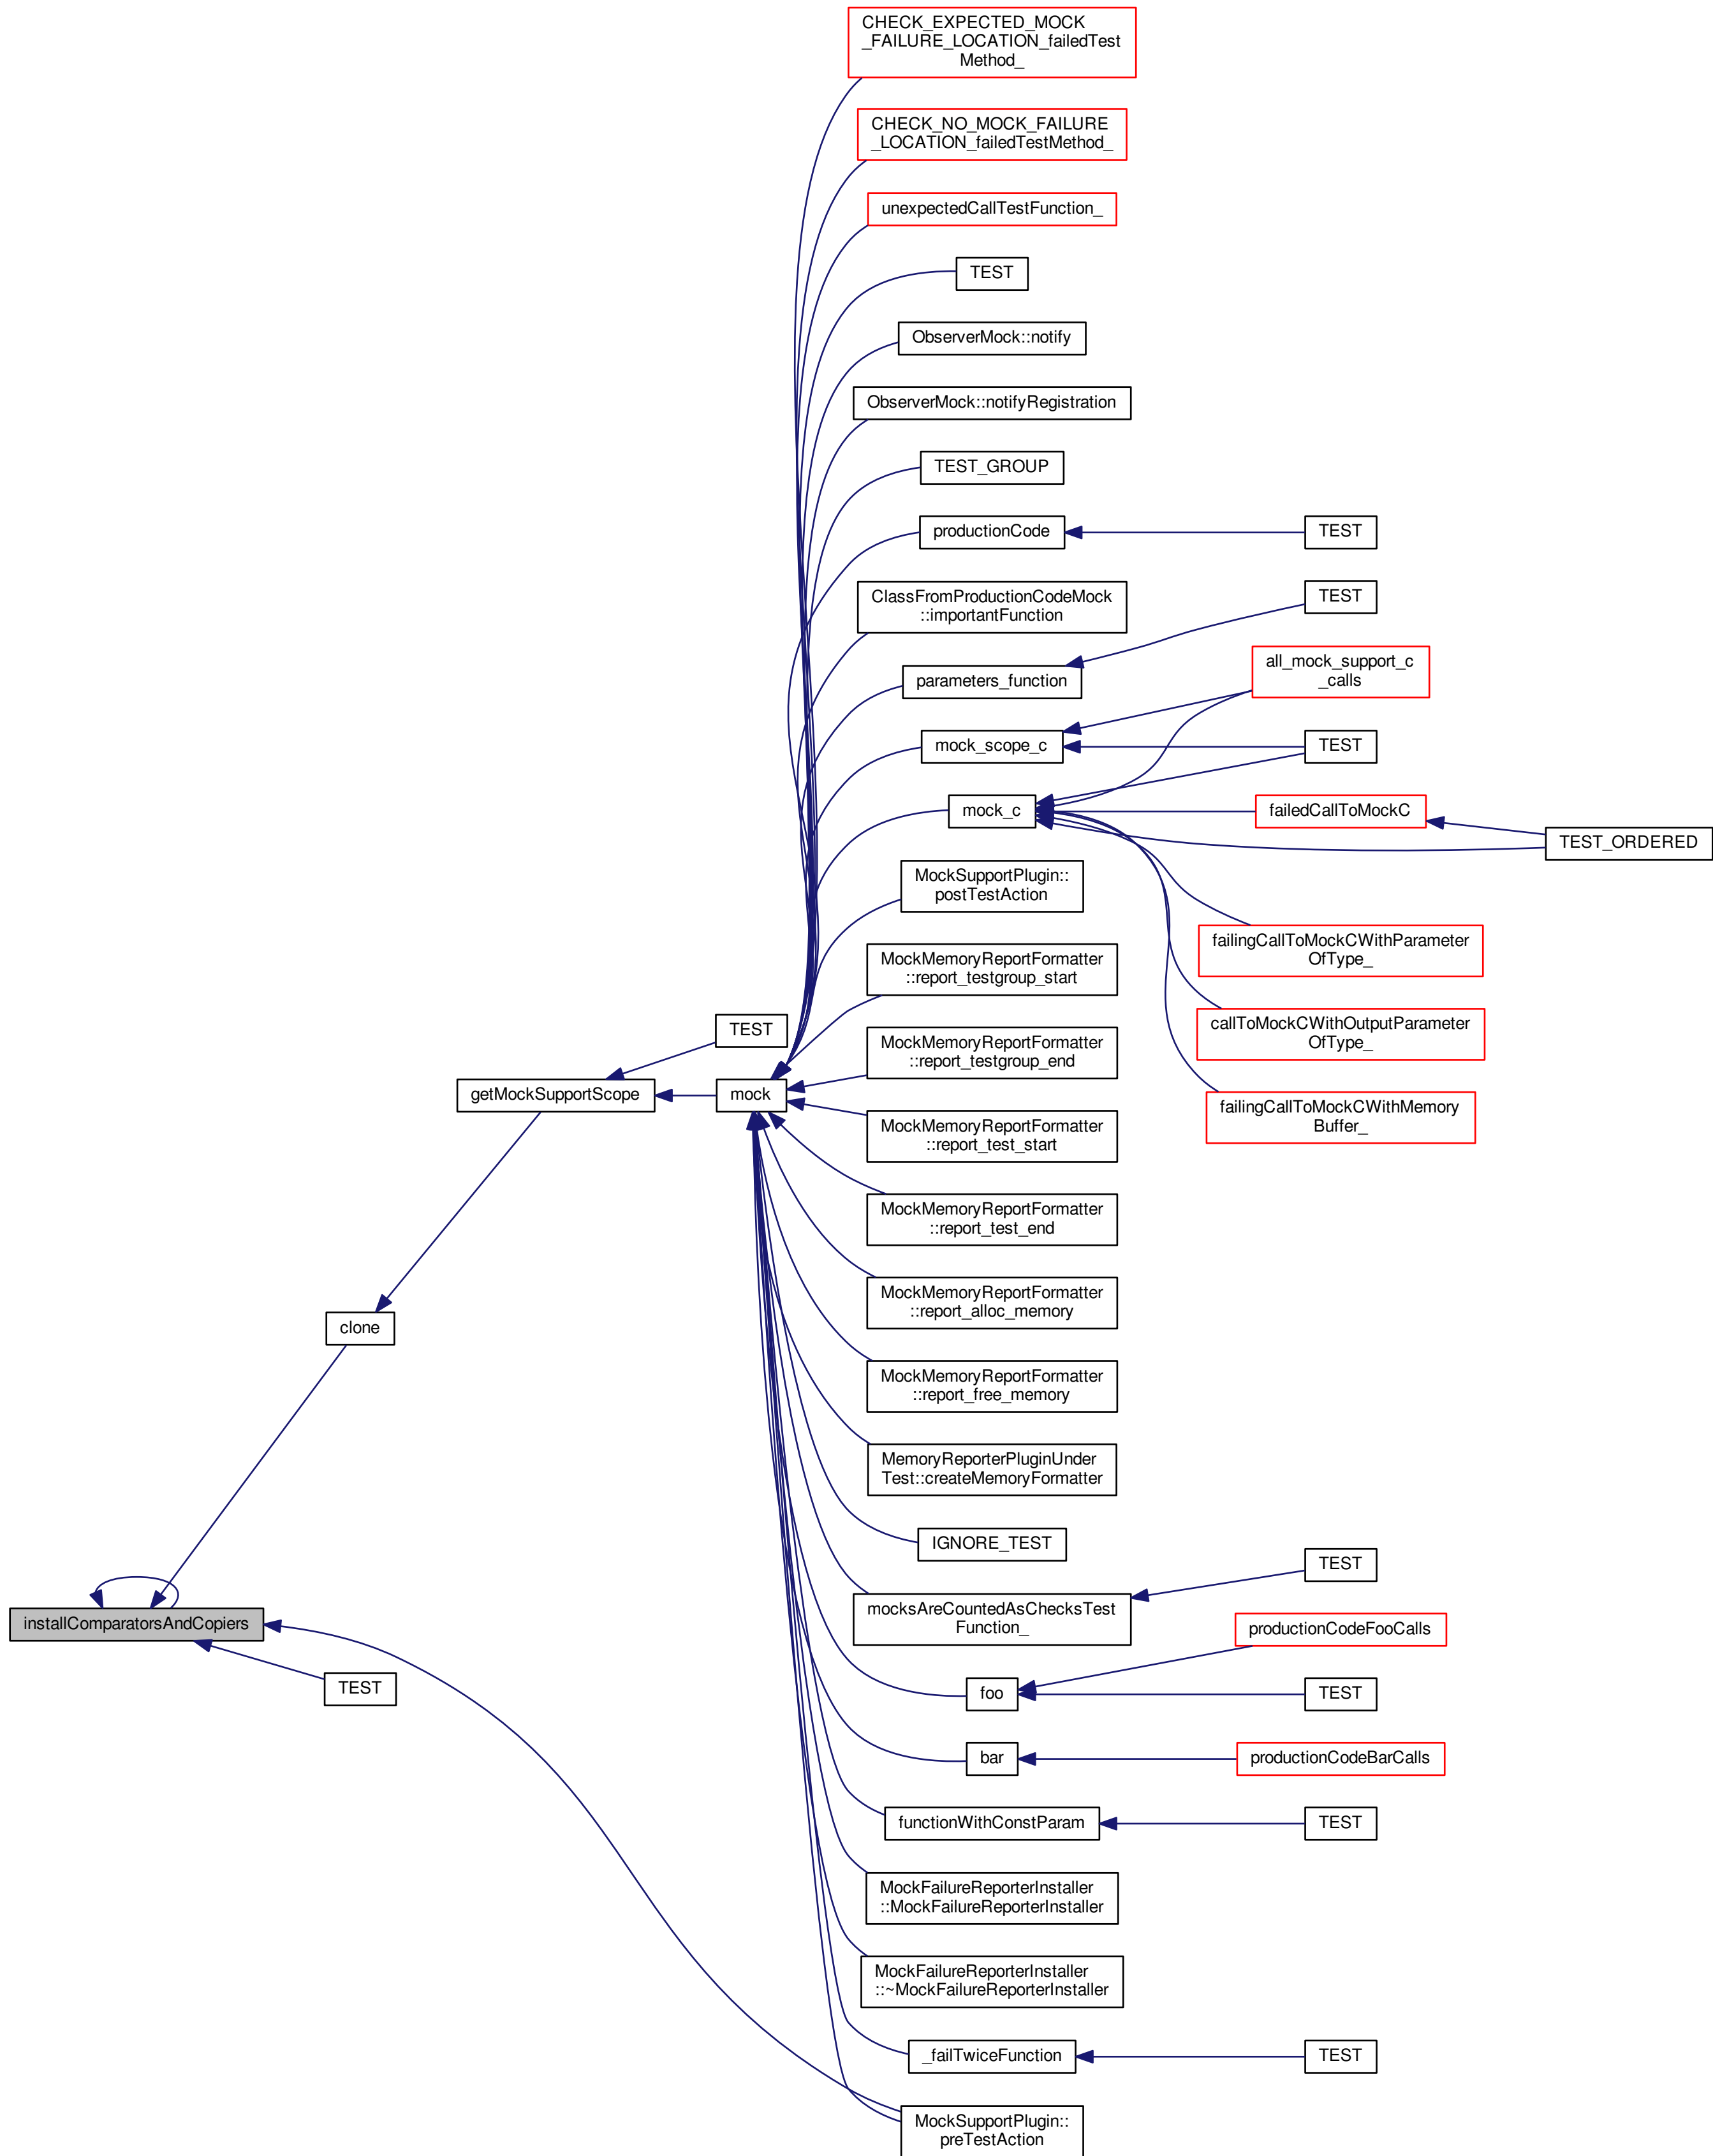 CHECK_EXPECTED_MOCK
_FAILURE_LOCATION_failedTest
Method_
CHECK_NO_MOCK_FAILURE
_LOCATION_failedTestMethod_
unexpectedCallTestFunction_
TEST
ObserverMock::notify
ObserverMock::notifyRegistration
TEST_GROUP
productionCode
TEST
ClassFromProductionCodeMock
::importantFunction
TEST
parameters_function
all_mock_support_c
_calls
mock_scope_c
TEST
mock_c
failedCallToMockC
TEST_ORDERED
MockSupportPlugin::
postTestAction
failingCallToMockCWithParameter
OfType_
MockMemoryReportFormatter
::report_testgroup_start
callToMockCWithOutputParameter
OfType_
TEST
MockMemoryReportFormatter
::report_testgroup_end
getMockSupportScope
mock
failingCallToMockCWithMemory
Buffer_
MockMemoryReportFormatter
::report_test_start
MockMemoryReportFormatter
::report_test_end
MockMemoryReportFormatter
::report_alloc_memory
clone
MockMemoryReportFormatter
::report_free_memory
MemoryReporterPluginUnder
Test::createMemoryFormatter
IGNORE_TEST
TEST
mocksAreCountedAsChecksTest
Function_
installComparatorsAndCopiers
productionCodeFooCalls
TEST
foo
TEST
bar
productionCodeBarCalls
functionWithConstParam
TEST
MockFailureReporterInstaller
::MockFailureReporterInstaller
MockFailureReporterInstaller
::~MockFailureReporterInstaller
_failTwiceFunction
TEST
MockSupportPlugin::
preTestAction